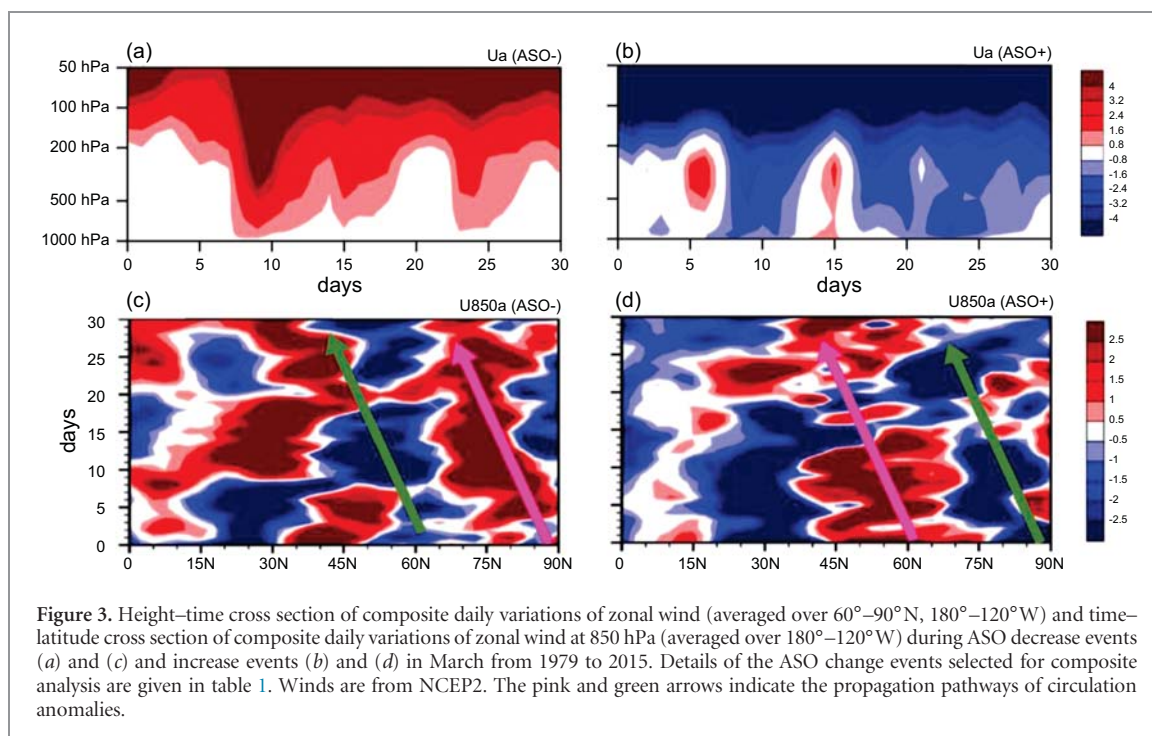 (a) Ua (ASO-)
50 hPa
100 hPa
200 hPa
500 hPa
1000 hPa
0 5 10 15 20 25 30
days
(b) Ua (ASO+)
0 5 10 15 20 25 30
days
4
3.2
2.4
1.6
-0.8
-1.6
-2.4
-3.2
-4
(c) U850a (ASO-)
30
25
20
15
10
5
0
days
0 15N 30N 45N 60N 75N 90N
(d) U850a (ASO+)
30
25
20
15
10
5
0
0 15N 30N 45N 60N 75N 90N
2.5
2
1.5
1
0.5
-0.5
-1
-1.5
-2
-2.5
Figure 3. Height–time cross section of composite daily variations of zonal wind (averaged over 60°–90°N, 180°–120°W) and time–
latitude cross section of composite daily variations of zonal wind at 850 hPa (averaged over 180°–120°W) during ASO decrease events
(a) and (c) and increase events (b) and (d) in March from 1979 to 2015. Details of the ASO change events selected for composite
analysis are given in table 1. Winds are from NCEP2. The pink and green arrows indicate the propagation pathways of circulation
anomalies.